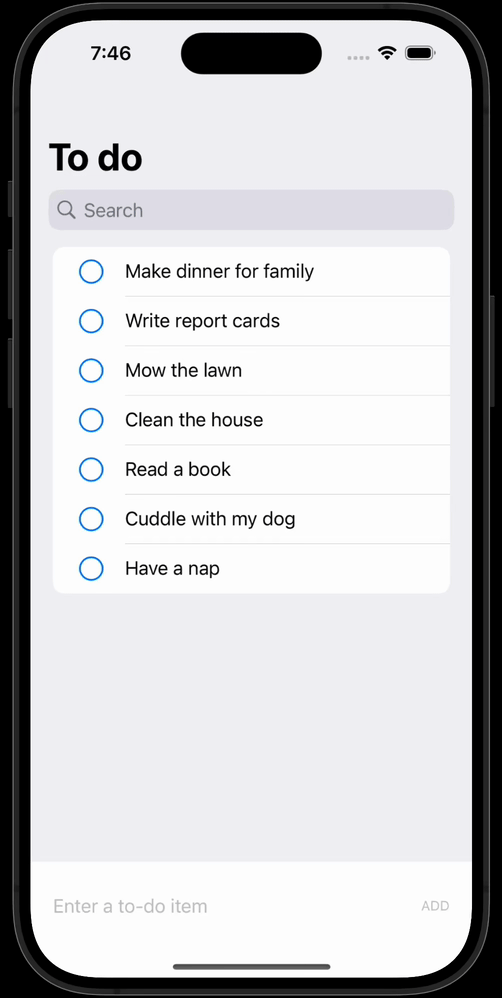 7:46
To do
Search
Make dinner for family
Write report cards
Mow the lawn
Clean the house
Read a book
Cuddle with my dog
Have a nap
Enter a to-do item ADD